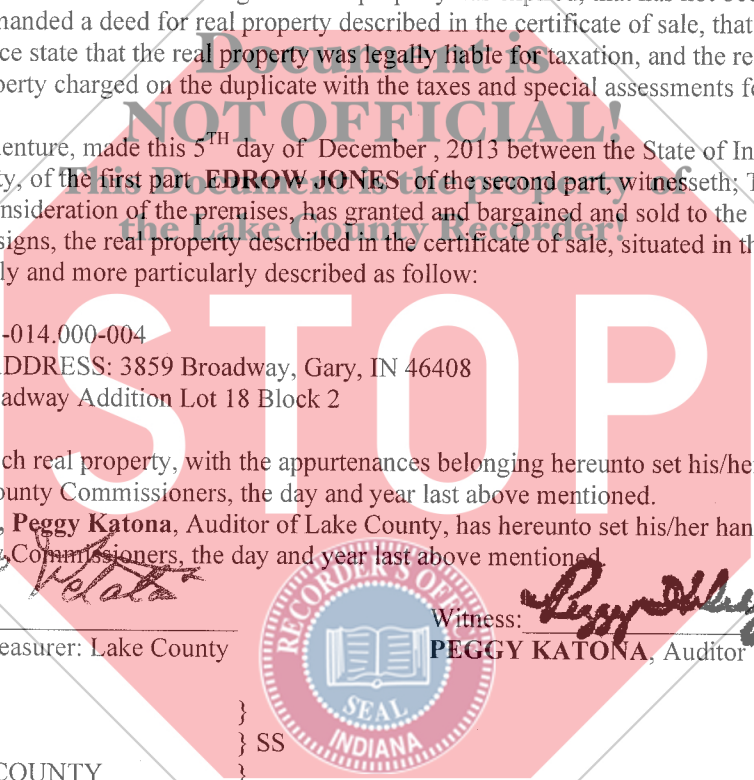 manded a deed for real property described in the certificate of sale, that
ce state that the real property was legally liable for taxation, and the re
perty charged on the duplicate with the taxes and special assessments fo
Document is
NOT OFFICIAL!
This Document is the property of
the Lake County Recorder!
enture, made this 5TH day of December , 2013 between the State of In
ty, of the first part EDROW JONES of the second part, witnesseth; T
nsideration of the premises, has granted and bargained and sold to the
signs, the real property described in the certificate of sale, situated in th
ly and more particularly described as follow:
STOP
-014.000-004
ADDRESS: 3859 Broadway, Gary, IN 46408
adway Addition Lot 18 Block 2
ch real property, with the appurtenances belonging hereunto set his/he
ounty Commissioners, the day and year last above mentioned.
, Peggy Katona, Auditor of Lake County, has hereunto set his/her han
y Commissioners, the day and year last above mentioned
Witness: Peggy
easurer: Lake County
PEGGY KATONA, Auditor
RECORDER'S OFFICE
SEAL
INDIANA
}
} SS
COUNTY }